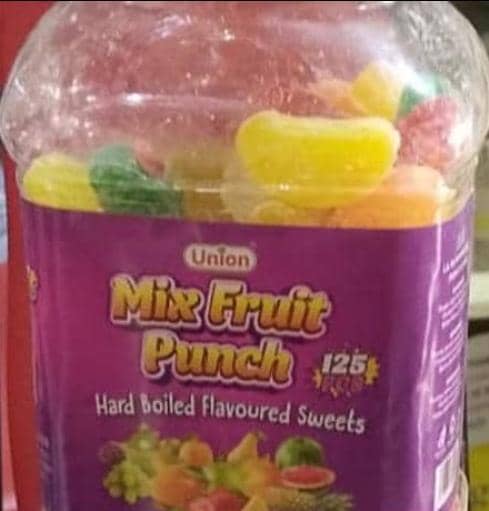 Union
Mix Fruit
Punch
125
Hard Boiled Flavoured Sweets